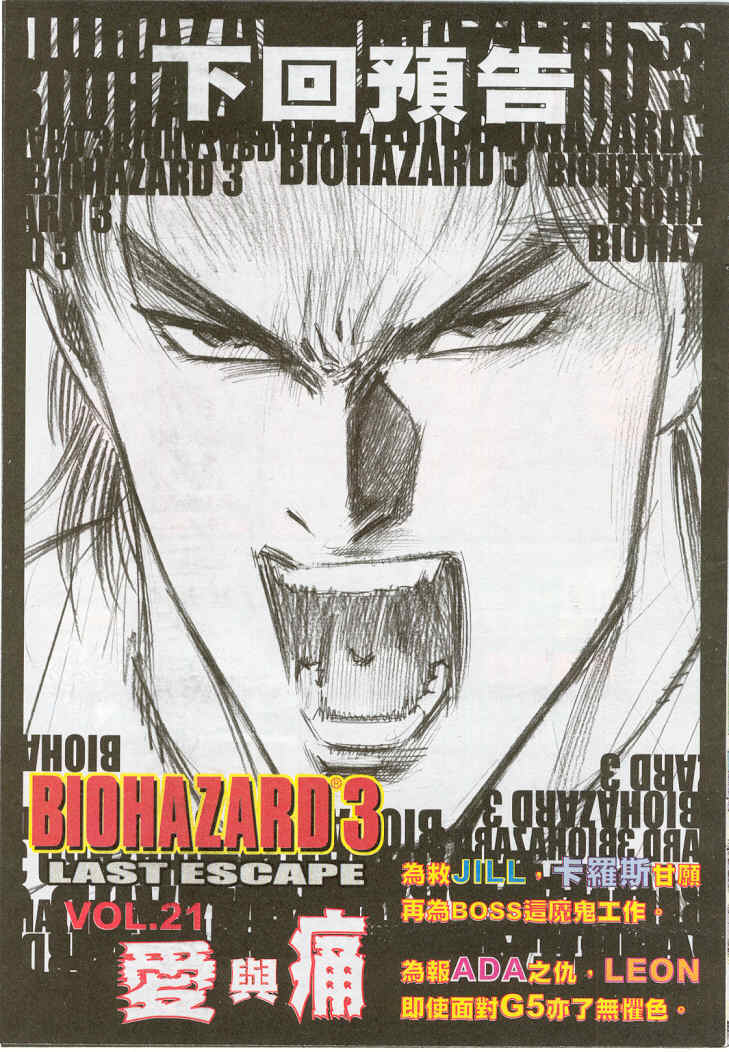 下回預告
BIOHAZARD 3
BIOHAZARD 3
BIOHAZARD 3
LAST ESCAPE
VOL.21
愛與痛
為救JILL，卡羅斯甘願
再為BOSS這魔鬼工作。
為報ADA之仇，LEON
即使面對G5亦了無懼色。